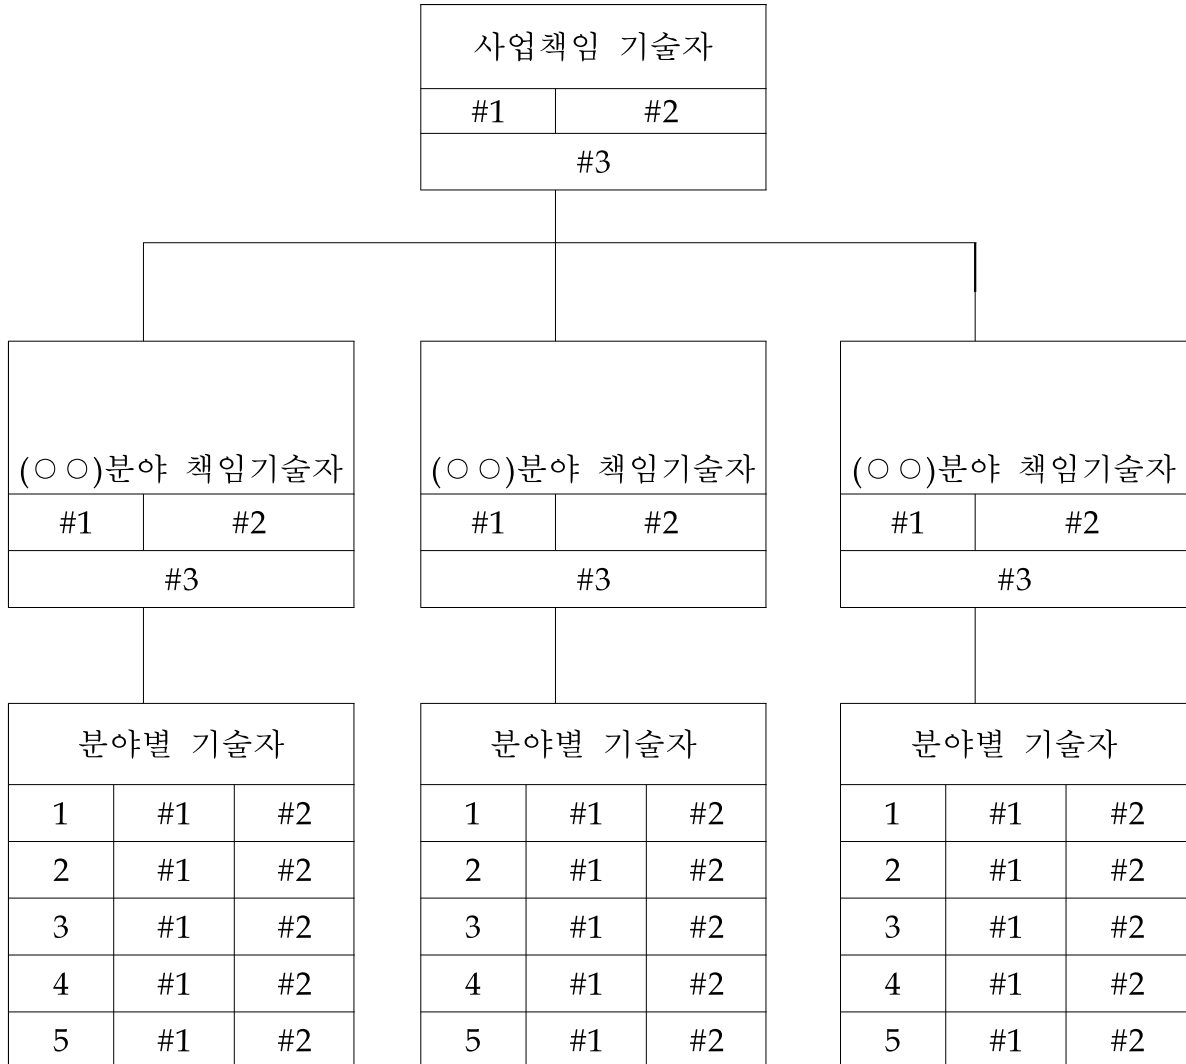 사업책임 기술자
#1 #2
#3
(○○)분야 책임기술자 (○○)분야 책임기술자 (○○)분야 책임기술자
#1 #2 #1 #2 #1 #2
#3 #3 #3
분야별 기술자 분야별 기술자 분야별 기술자
1 #1 #2 1 #1 #2 1 #1 #2
2 #1 #2 2 #1 #2 2 #1 #2
3 #1 #2 3 #1 #2 3 #1 #2
4 #1 #2 4 #1 #2 4 #1 #2
5 #1 #2 5 #1 #2 5 #1 #2